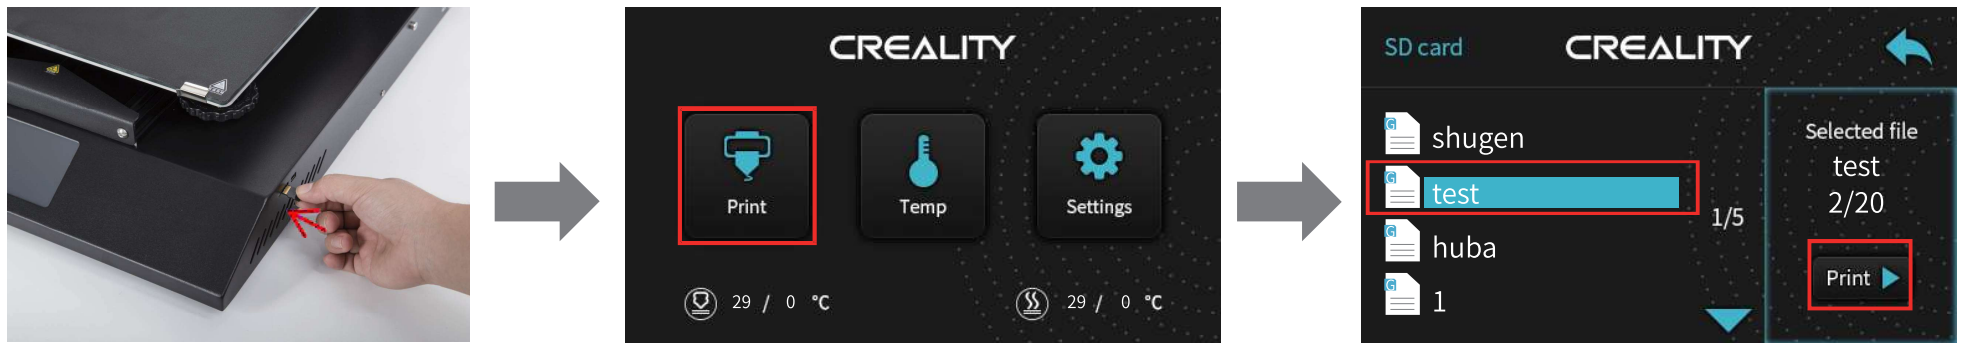 CREALITY
Print
Temp
Settings
29 / 0 °C
29 / 0 °C
SD card
CREALITY
G
shugen
G
test
G
huba
G
1
1/5
Selected file
test
2/20
Print